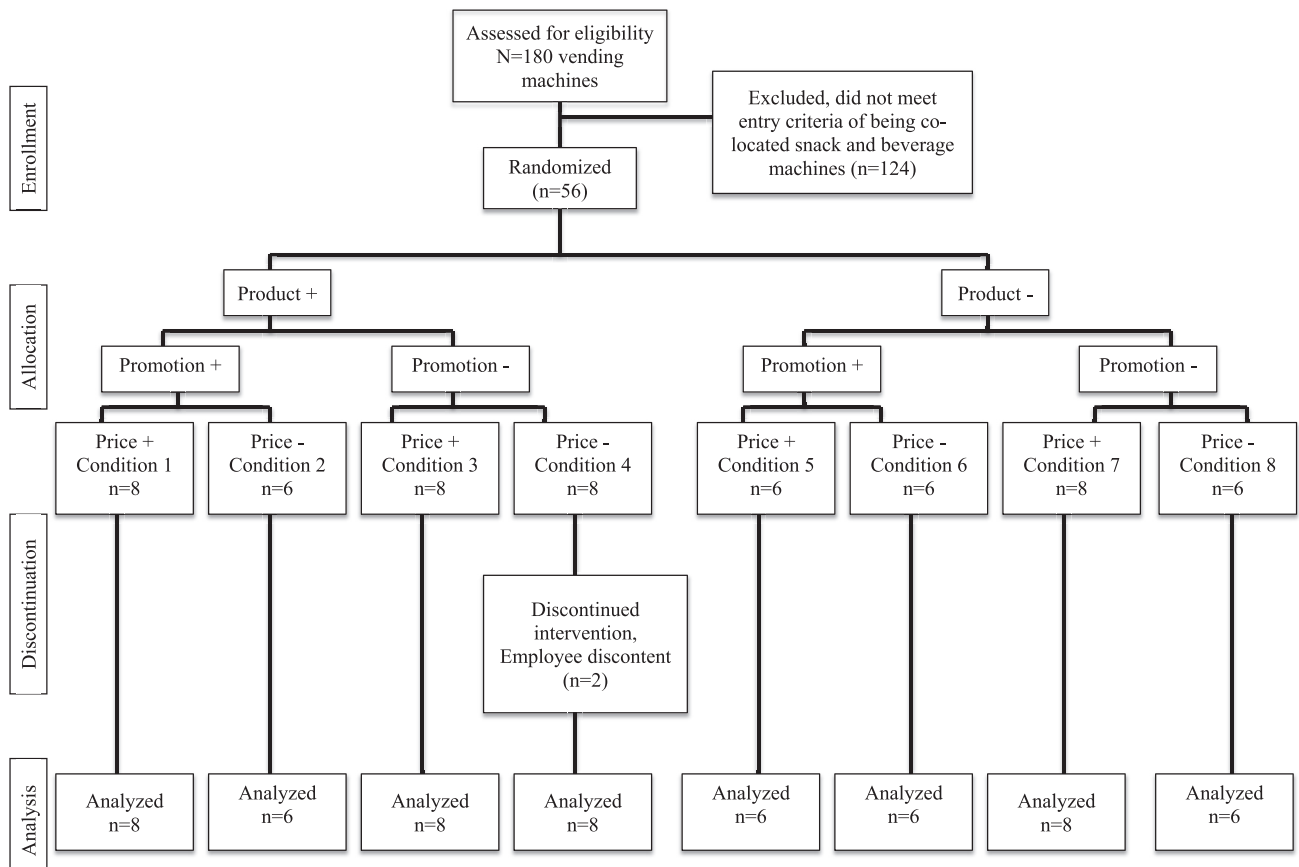 Assessed for eligibility
N=180 vending
machines
Excluded, did not meet
entry criteria of being co-
located snack and beverage
machines (n=124)
Enrollment
Randomized
(n=56)
Allocation
Product +
Product -
Promotion +
Promotion -
Promotion +
Promotion -
Price +
Condition 1
n=8
Price -
Condition 2
n=6
Price +
Condition 3
n=8
Price -
Condition 4
n=8
Price +
Condition 5
n=6
Price -
Condition 6
n=6
Price +
Condition 7
n=8
Price -
Condition 8
n=6
Discontinuation
Discontinued
intervention,
Employee discontent
(n=2)
Analysis
Analyzed
n=8
Analyzed
n=6
Analyzed
n=8
Analyzed
n=8
Analyzed
n=6
Analyzed
n=6
Analyzed
n=8
Analyzed
n=6